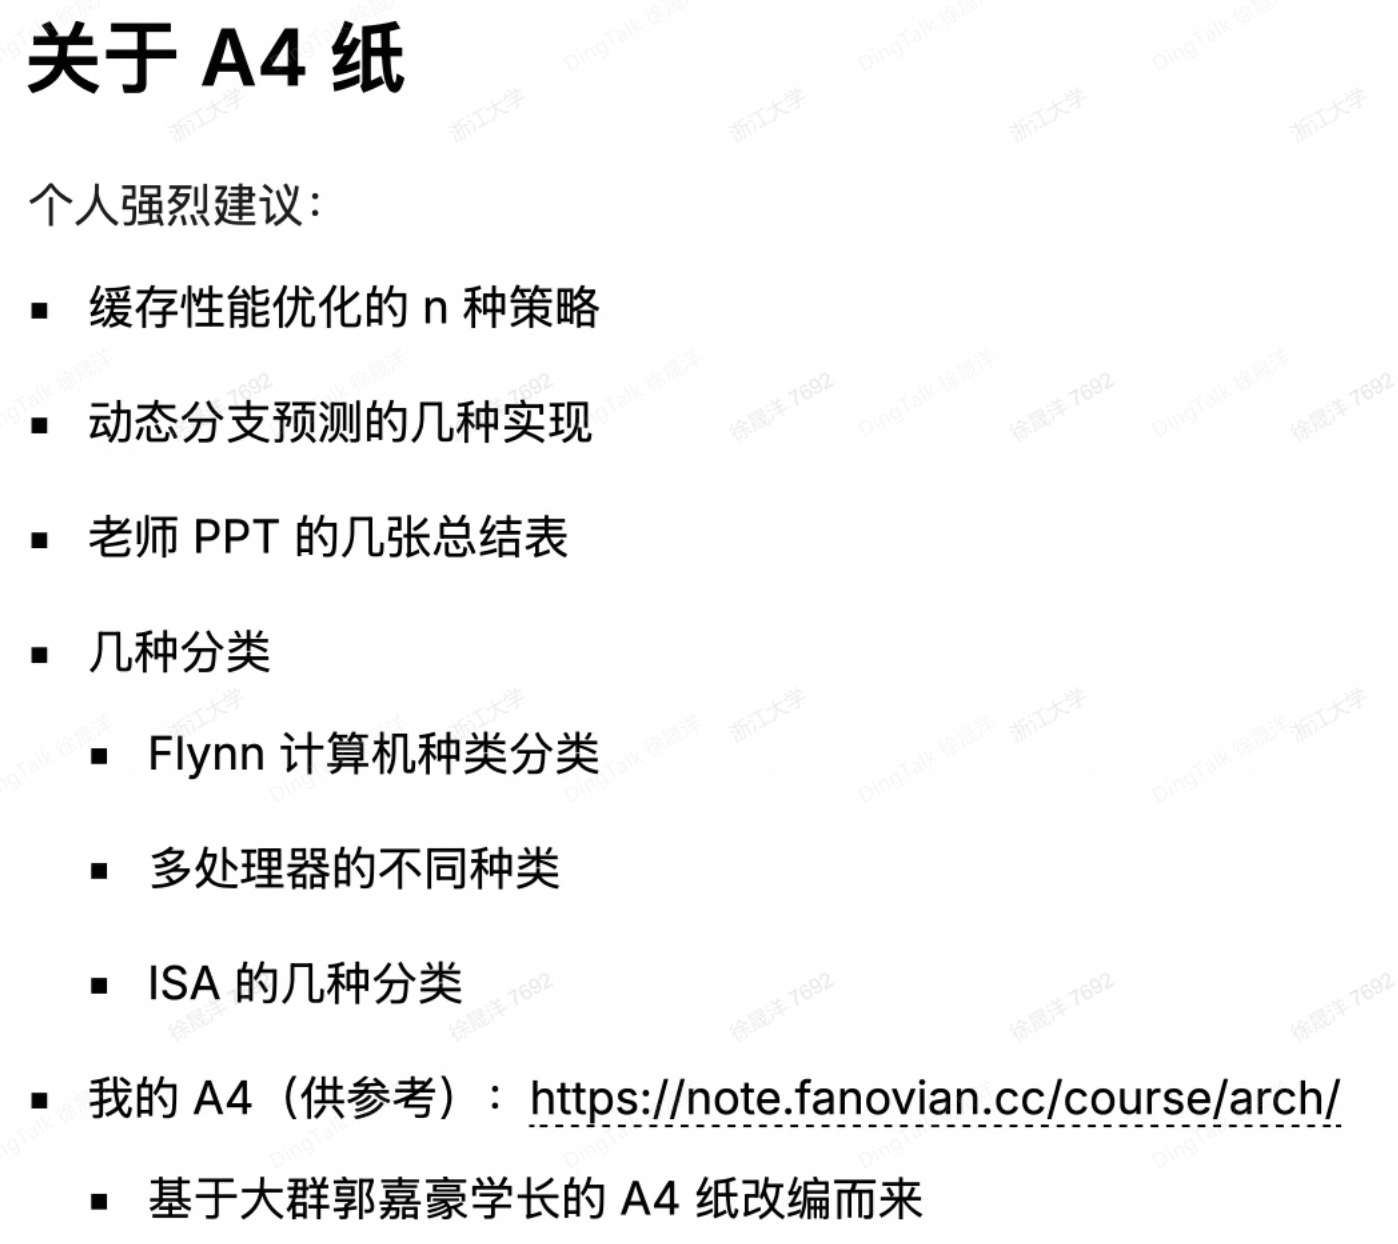 关于 A4 纸
个人强烈建议：
▪ 缓存性能优化的 n 种策略
▪ 动态分支预测的几种实现
▪ 老师 PPT 的几张总结表
▪ 几种分类
▪ Flynn 计算机种类分类
▪ 多处理器的不同种类
▪ ISA 的几种分类
▪ 我的 A4（供参考）：https://note.fanovian.cc/course/arch/
▪ 基于大群郭嘉豪学长的 A4 纸改编而来
浙江大学
徐晟洋 7692
DingTalk 徐晟洋